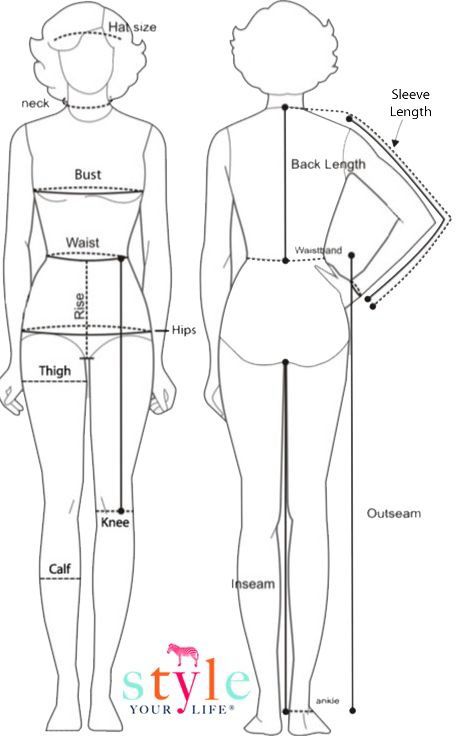 Hat size
neck
Sleeve
Length
Bust
Back Length
Waist
Waistband
Rise
Hips
Thigh
Knee
Outseam
Calf
Inseam
style
YOUR LIFE®
ankle